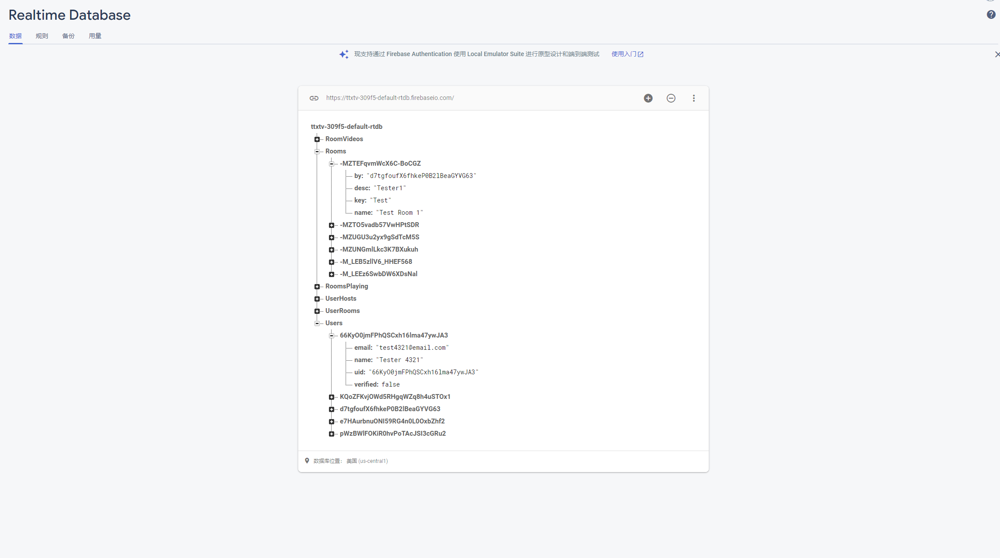 Realtime Database
数据 规则 备份 用量
现支持通过 Firebase Authentication 使用 Local Emulator Suite 进行原型设计和端到端测试 使用入门
https://ttxtv-309f5-default-rtdb.firebaseio.com/
ttxtv-309f5-default-rtdb
RoomVideos
Rooms
-MZTEFqvmWcX6C-BoCGZ
by: "d7tgfoufX6fhkeP0B2lBeaGYVG63"
desc: "Tester1"
key: "Test"
name: "Test Room 1"
-MZTO5vadb57VwHPtSDR
-MZUGU3u2yx9gSdTcM5S
-MZUNGmlLkc3K7BXukuh
-M_LEB5zllV6_HHEF568
-M_LEEz6SwbDW6XDsNal
RoomsPlaying
UserHosts
UserRooms
Users
66KyO0jmFPhQSCxh16lma47ywJA3
email: "test4321@email.com"
name: "Tester 4321"
uid: "66KyO0jmFPhQSCxh16lma47ywJA3"
verified: false
KQoZFKvjOWd5RHgqWZq8h4uSTOx1
d7tgfoufX6fhkeP0B2lBeaGYVG63
e7HAurbnuONI59RG4n0L0OxbZhf2
pWzBWlFOKiR0hvPoTAcJSI3cGRu2
数据库位置： 美国 (us-central1)